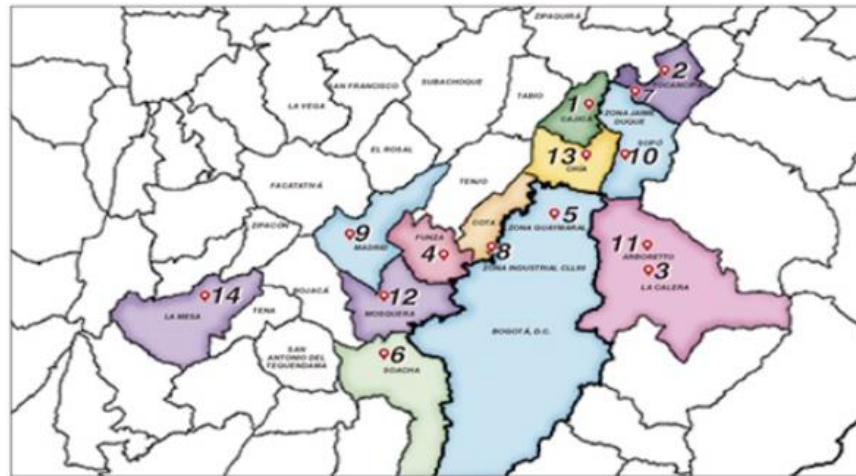 ZIPAQUIRÁ
2
TOCANCIPÁ
SAN FRANCISCO
SUBACHOQUE
7
LA VEGA
TABIO
1
CAJICÁ
ZONA JAIME
DUQUE
EL ROSAL
13
CHÍA
SOPÓ
10
FACATATIVÁ
TENJO
ZIPACÓN
9
MADRID
FUNZA
4
COTA
8
5
ZONA GUAYMARAL
ZONA INDUSTRIAL CLL80
11
ARBORETTO
3
LA CALERA
14
LA MESA
TENA
BOJACÁ
12
MOSQUERA
BOGOTÁ, D.C.
SAN
ANTONIO DEL
TEQUENDAMA
6
SOACHA